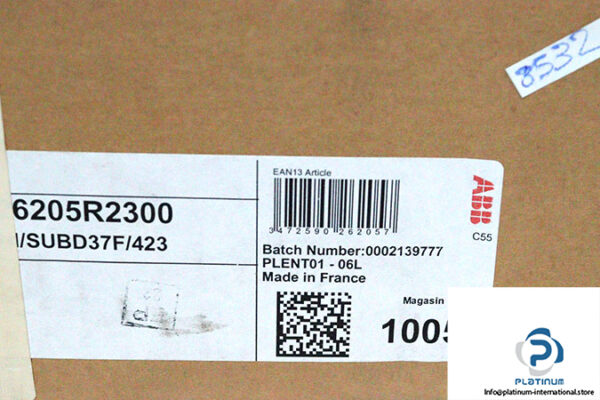 8532
EAN13 Article
6205R2300
/SUBD37F/423
3472590262057
ABB
C55
Batch Number:0002139777
PLENT01 - 06L
Made in France
Magasin
1005
PLATINUM
Info@platinum-international.store